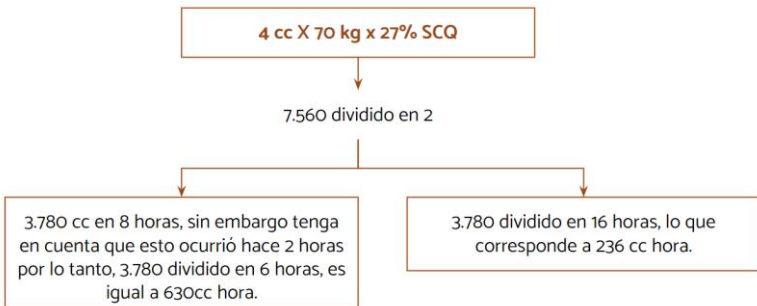 4 cc X 70 kg x 27% SCQ
7.560 dividido en 2
3.780 cc en 8 horas, sin embargo tenga
en cuenta que esto ocurrió hace 2 horas
por lo tanto, 3.780 dividido en 6 horas, es
igual a 630cc hora.
3.780 dividido en 16 horas, lo que
corresponde a 236 cc hora.